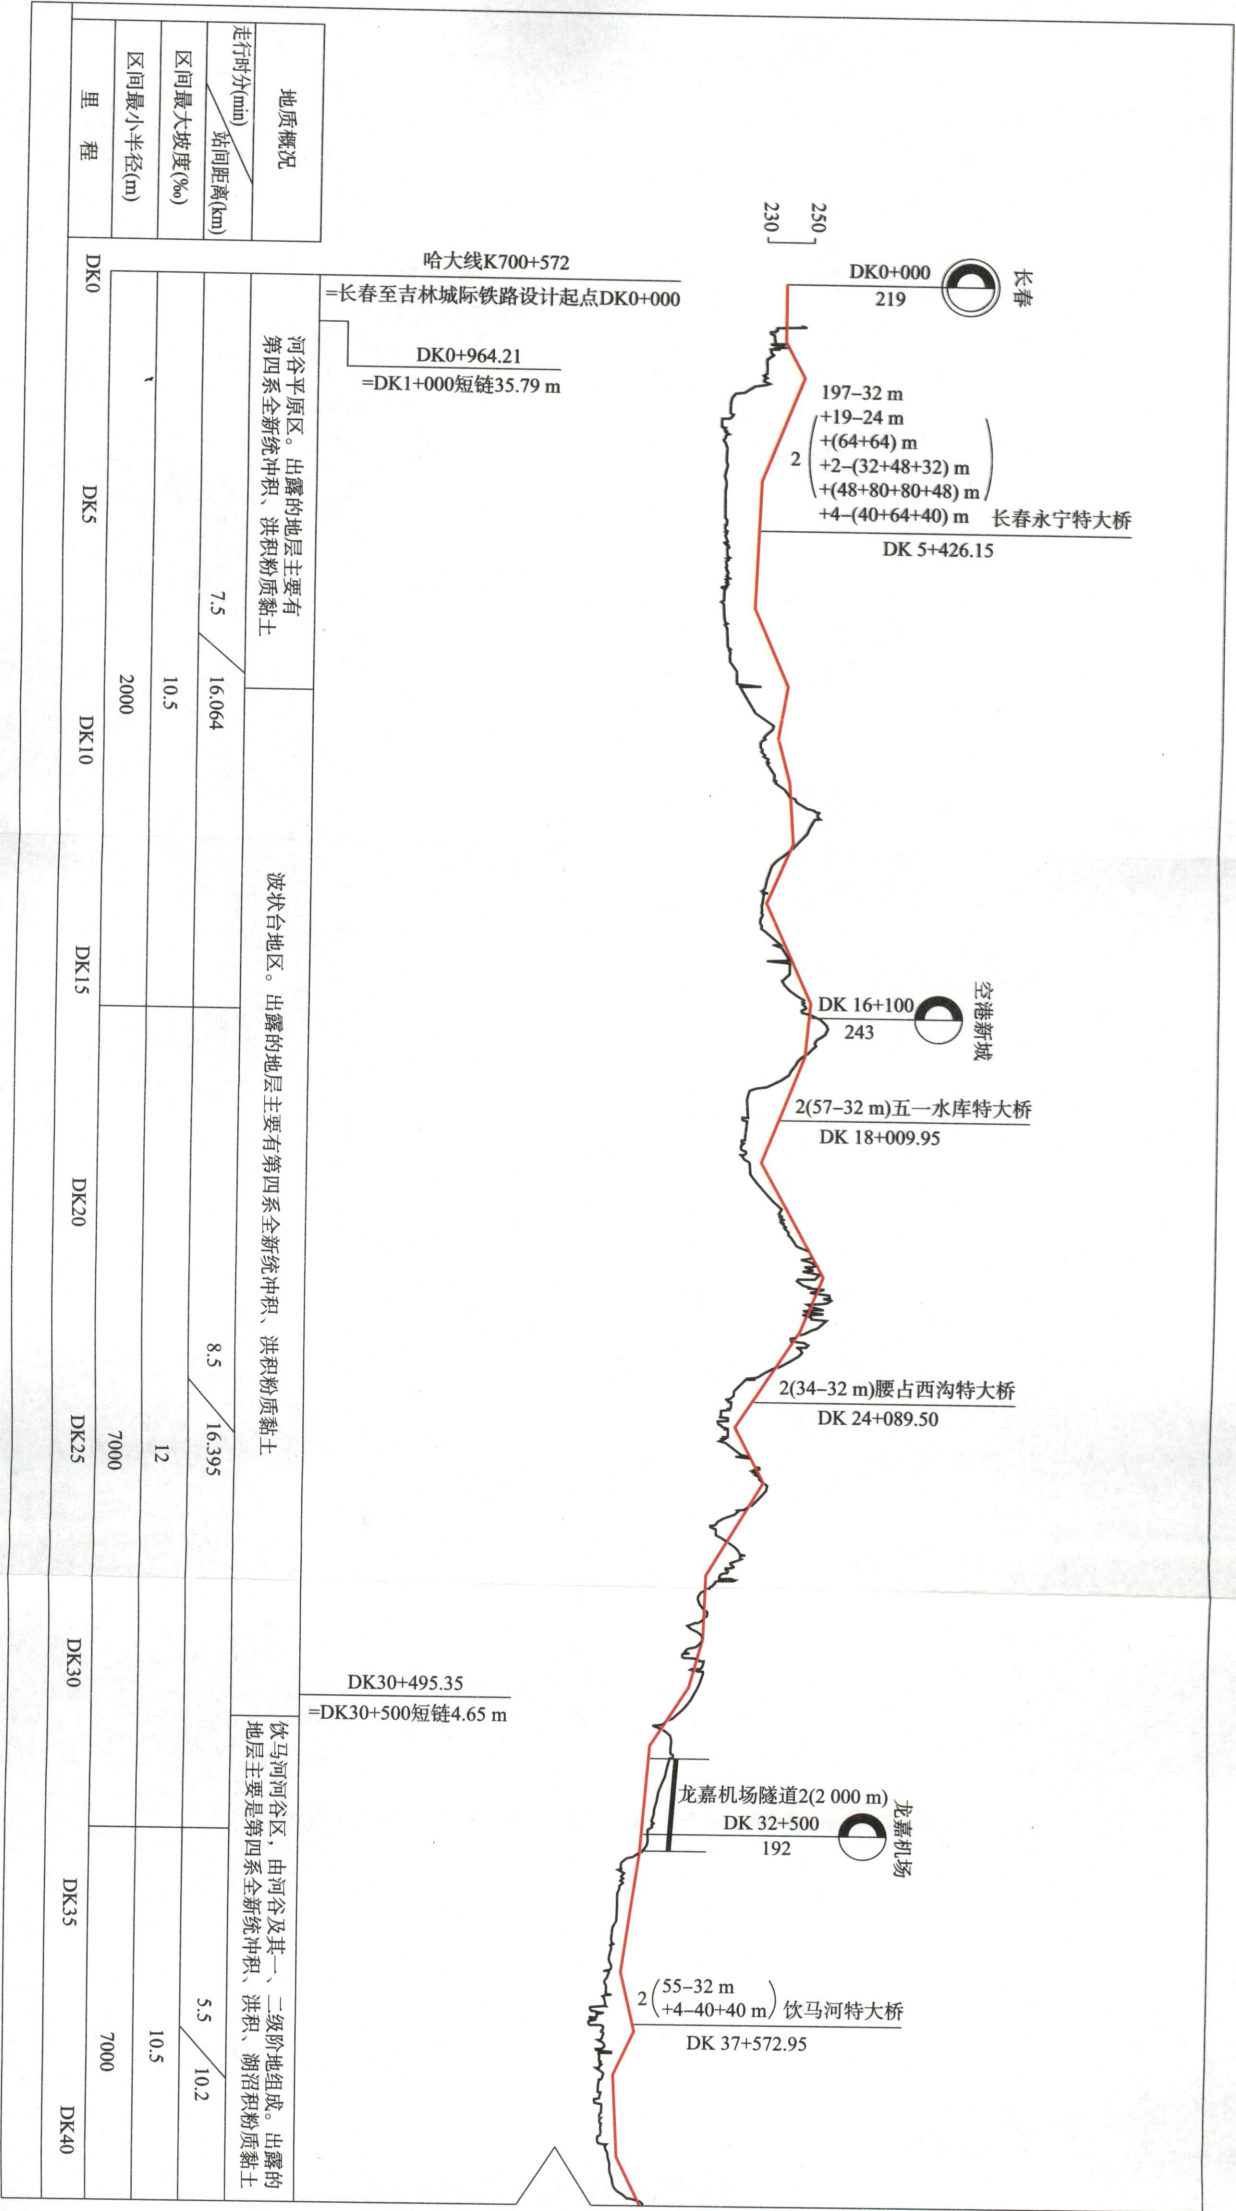 长春
DK0+000
219
250
230
哈大线K700+572
=长春至吉林城际铁路设计起点DK0+000
DK0+964.21
=DK1+000短链35.79 m
197–32 m
+19–24 m
+(64+64) m
2
+2–(32+48+32) m
+(48+80+80+48) m
+4–(40+64+40) m 长春永宁特大桥
DK 5+426.15
空港新城
DK 16+100
243
2(57–32 m)五一水库特大桥
DK 18+009.95
2(34–32 m)腰占西沟特大桥
DK 24+089.50
DK30+495.35
=DK30+500短链4.65 m
龙嘉机场隧道2(2 000 m)
龙嘉机场
DK 32+500
192
2
55–32 m
+4–40+40 m
饮马河特大桥
DK 37+572.95
地质概况
河谷平原区。出露的地层主要有
第四系全新统冲积、洪积粉质黏土
波状台地区。出露的地层主要有第四系全新统冲积、洪积粉质黏土
饮马河河谷区，由河谷及其一、二级阶地组成。出露的
地层主要是第四系全新统冲积、洪积、湖沼积粉质黏土
走行时分(min)
站间距离(km)
7.5
16.064
8.5
16.395
5.5
10.2
区间最大坡度(‰)
10.5
12
10.5
区间最小半径(m)
2000
7000
7000
里 程
DK0
DK5
DK10
DK15
DK20
DK25
DK30
DK35
DK40